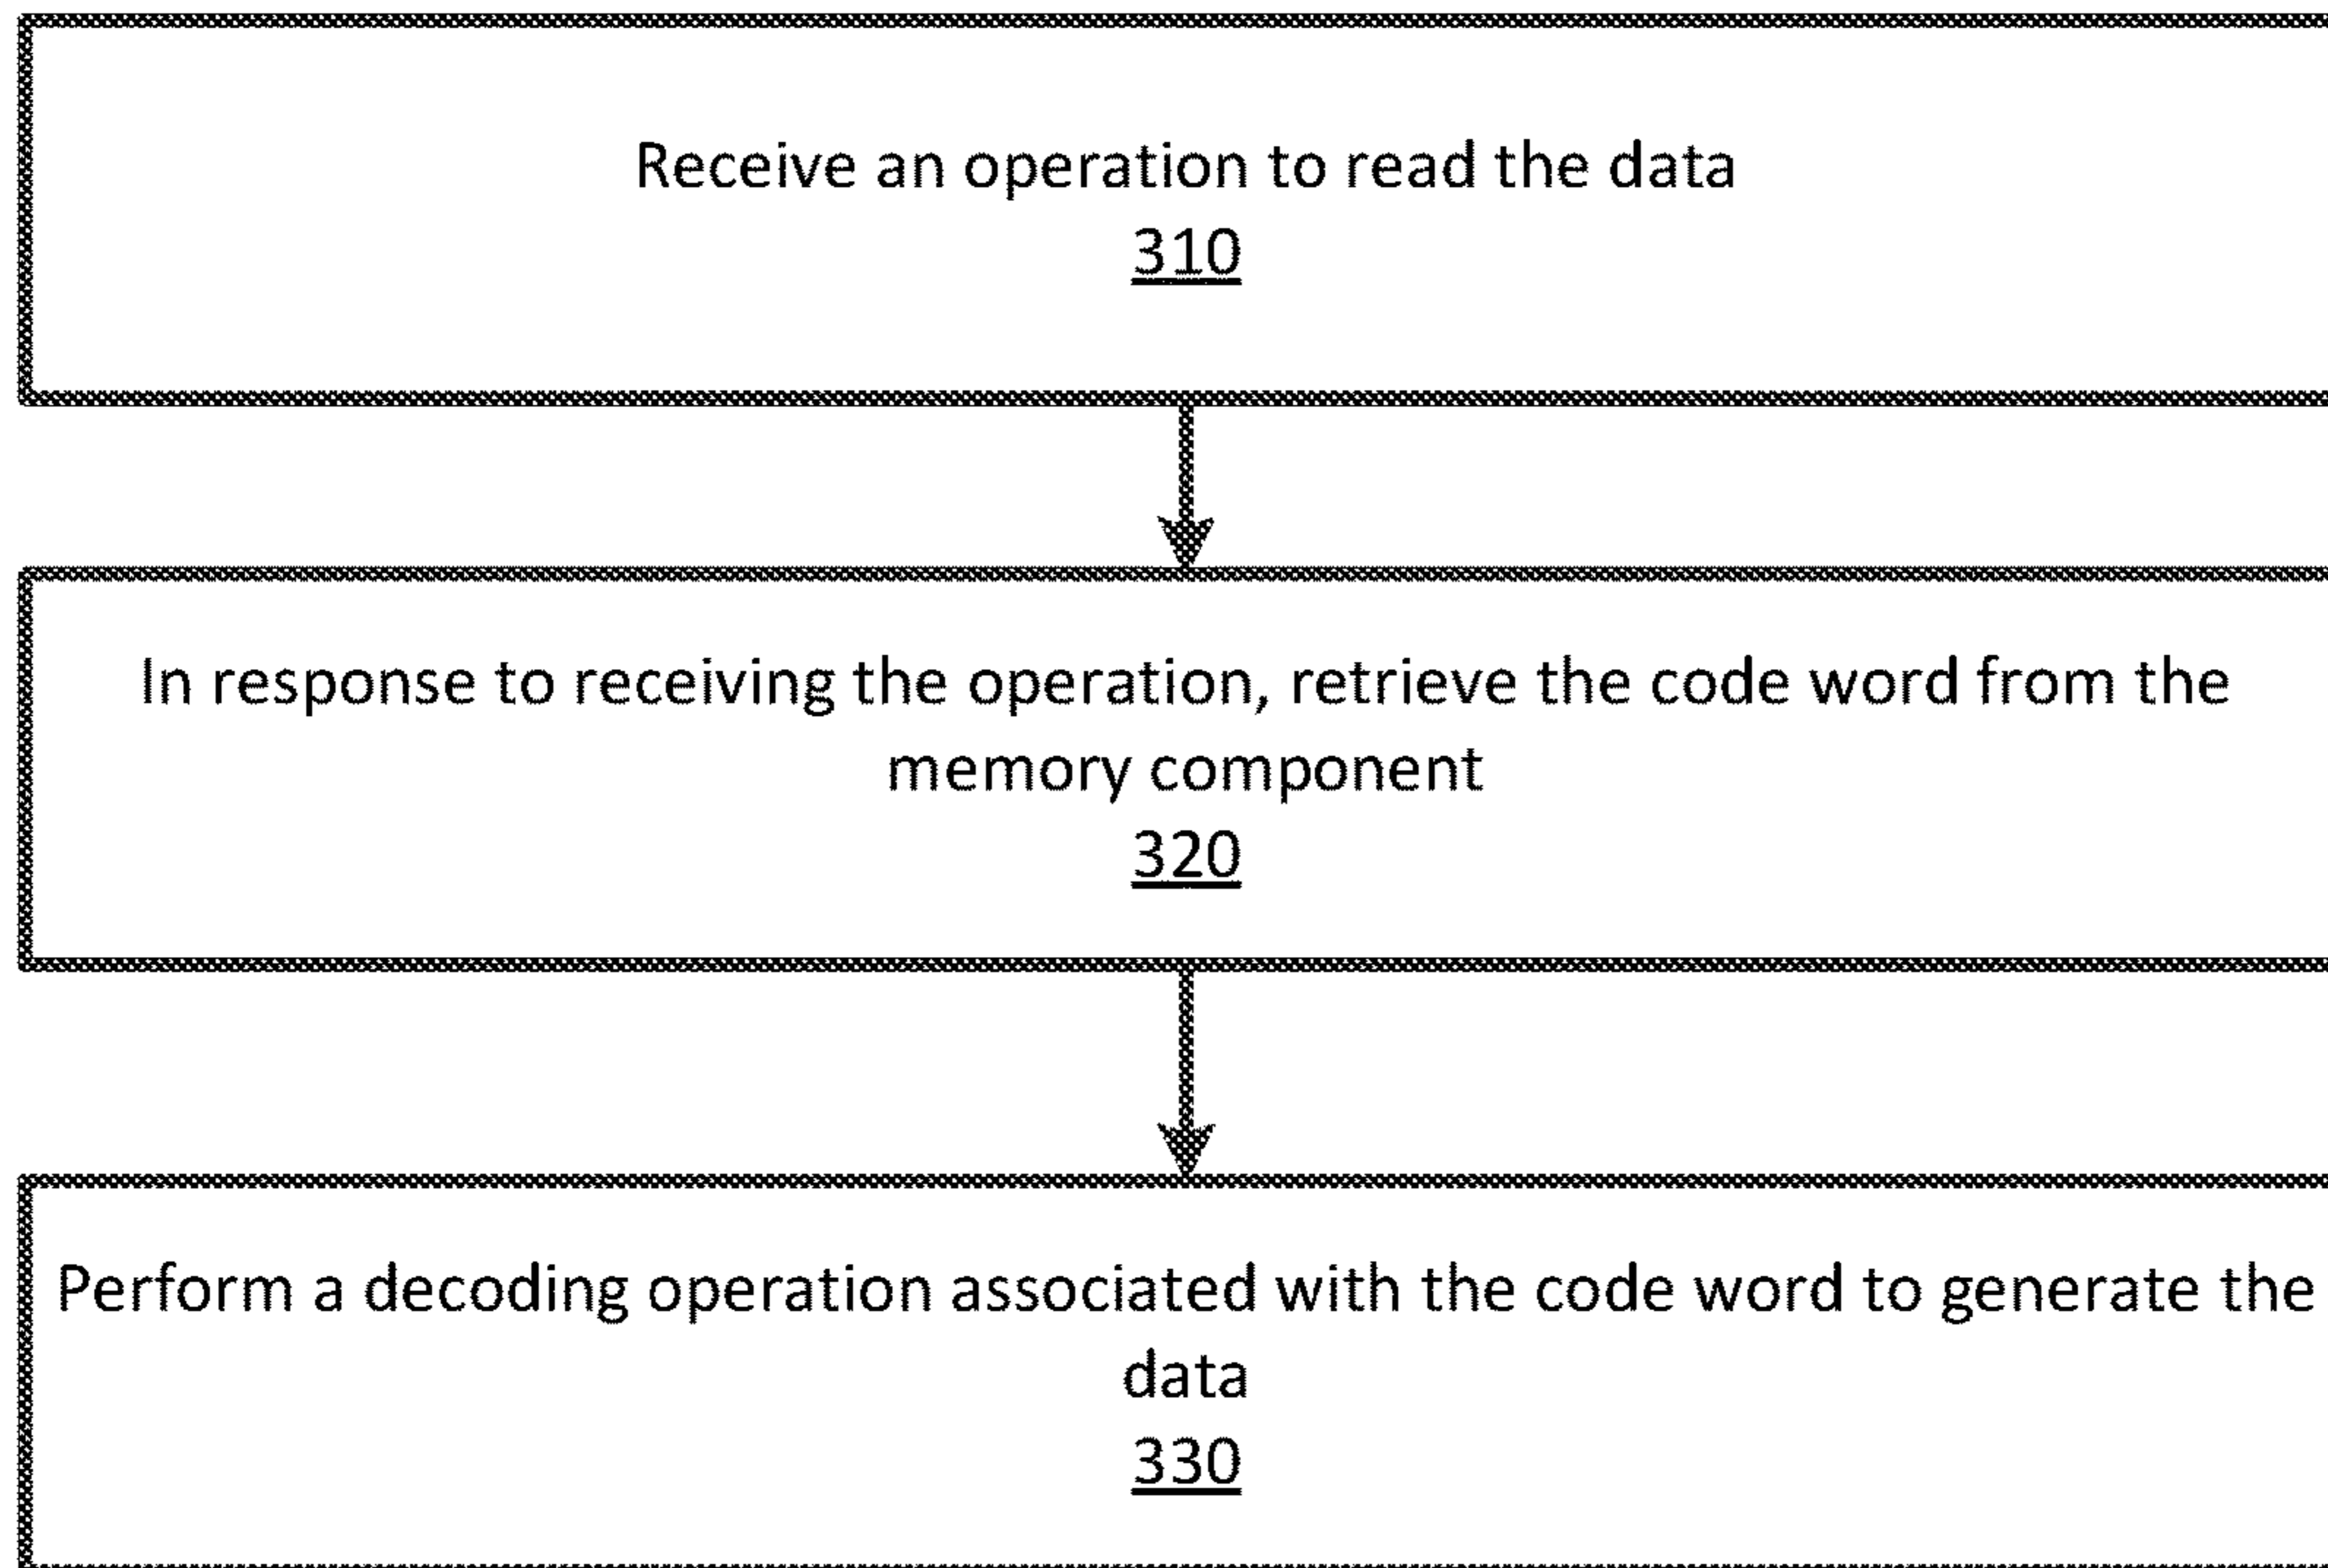 Receive an operation to read the data
310
In response to receiving the operation, retrieve the code word from the
memory component
320
Perform a decoding operation associated with the code word to generate the
data
330